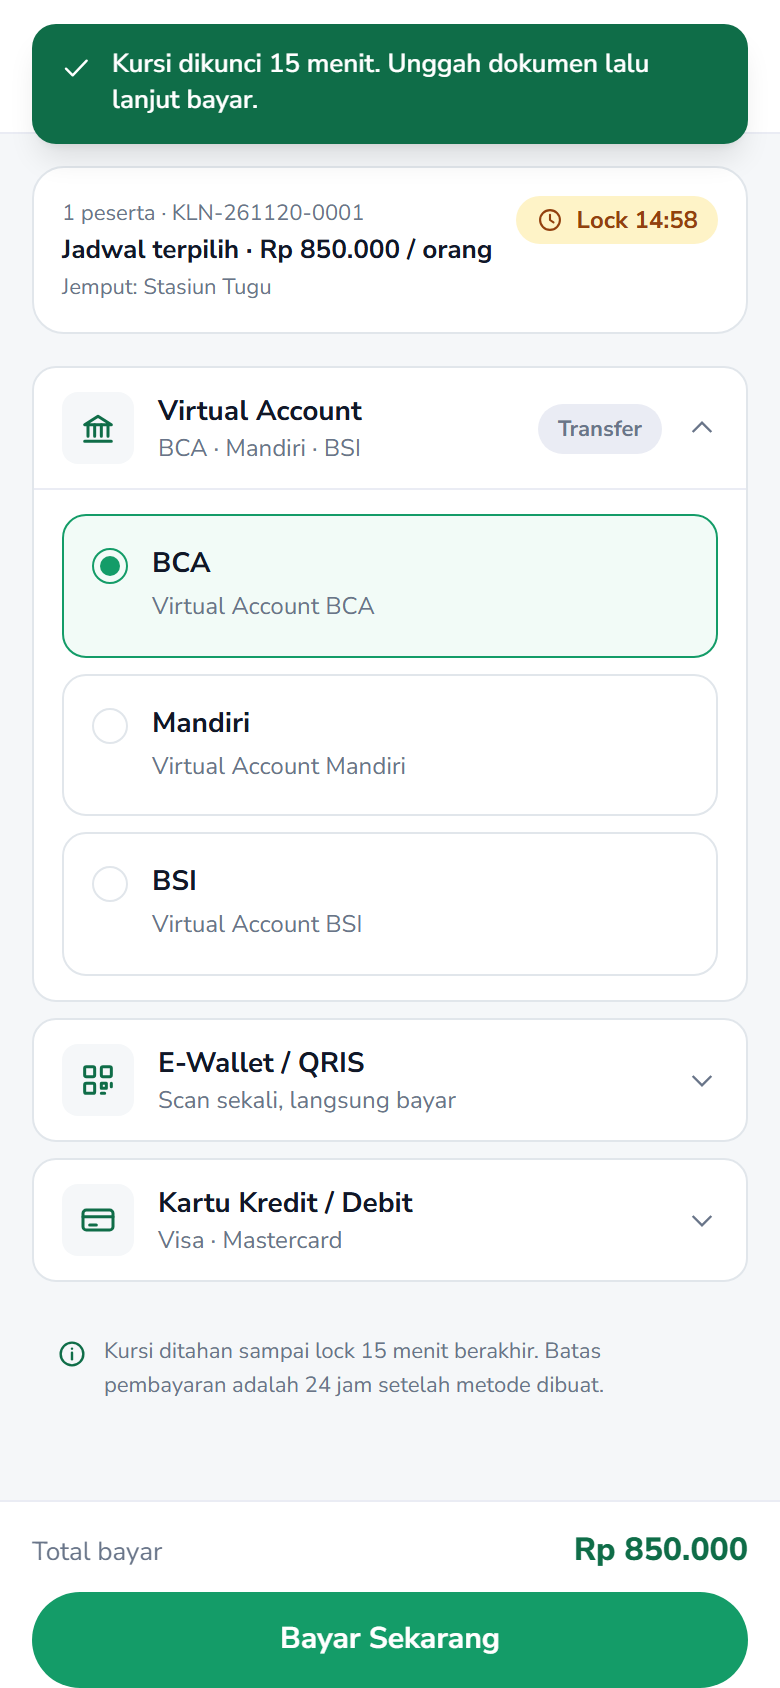 Kursi dikunci 15 menit. Unggah dokumen lalu
lanjut bayar.
1 peserta · KLN-261120-0001
Jadwal terpilih · Rp 850.000 / orang
Jemput: Stasiun Tugu
Lock 14:58
Virtual Account
BCA · Mandiri · BSI
Transfer
BCA
Virtual Account BCA
Mandiri
Virtual Account Mandiri
BSI
Virtual Account BSI
E-Wallet / QRIS
Scan sekali, langsung bayar
Kartu Kredit / Debit
Visa · Mastercard
Kursi ditahan sampai lock 15 menit berakhir. Batas
pembayaran adalah 24 jam setelah metode dibuat.
Total bayar
Rp 850.000
Bayar Sekarang